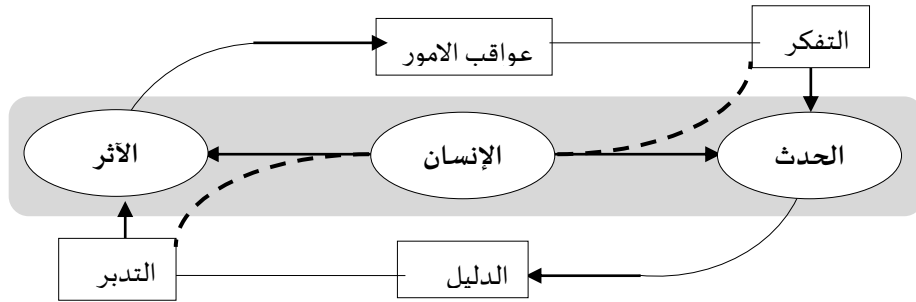 التفكر
عواقب الامور
الحدث
الإنسان
الآثر
الدليل
التدبر